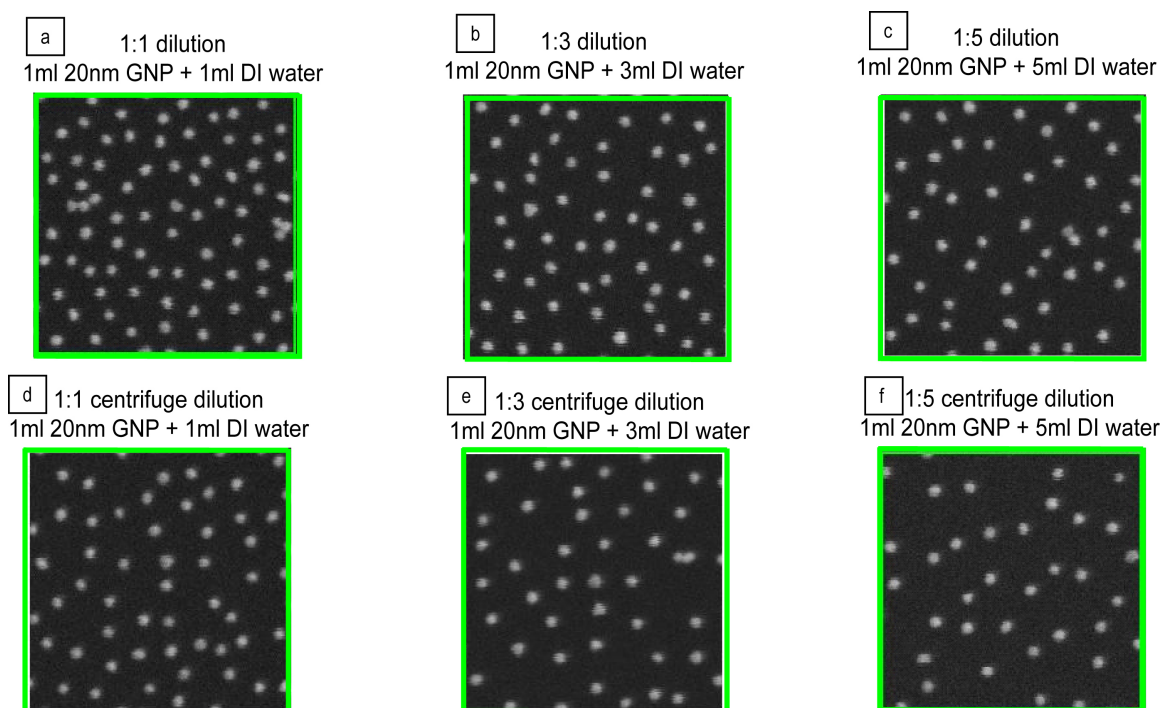 a
1:1 dilution
1ml 20nm GNP + 1ml DI water
b
1:3 dilution
1ml 20nm GNP + 3ml DI water
c
1:5 dilution
1ml 20nm GNP + 5ml DI water
d
1:1 centrifuge dilution
1ml 20nm GNP + 1ml DI water
e
1:3 centrifuge dilution
1ml 20nm GNP + 3ml DI water
f
1:5 centrifuge dilution
1ml 20nm GNP + 5ml DI water